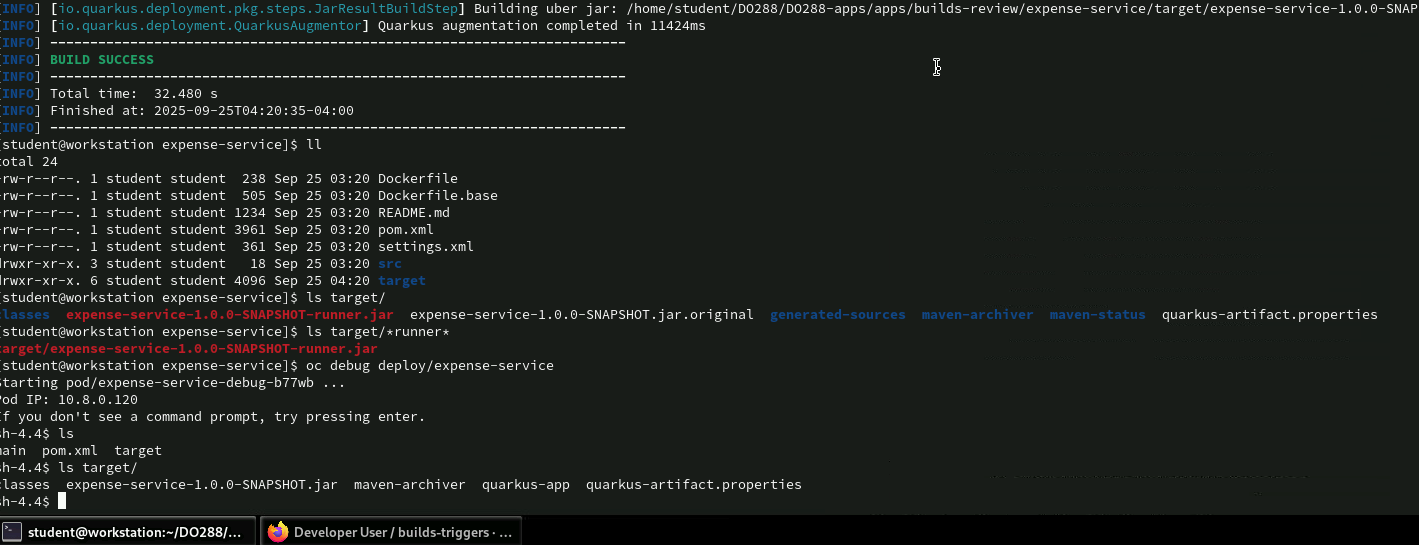 [INFO] [io.quarkus.deployment.pkg.steps.JarResultBuildStep] Building uber jar: /home/student/DO288/DO288-apps/apps/builds-review/expense-service/target/expense-service-1.0.0-SNAP
[INFO] [io.quarkus.deployment.QuarkusAugmentor] Quarkus augmentation completed in 11424ms
[INFO] ------------------------------------------------------------------------
[INFO] BUILD SUCCESS
[INFO] ------------------------------------------------------------------------
[INFO] Total time:  32.480 s
[INFO] Finished at: 2025-09-25T04:20:35-04:00
[INFO] ------------------------------------------------------------------------
[student@workstation expense-service]$ ll
total 24
-rw-r--r--. 1 student student  238 Sep 25 03:20 Dockerfile
-rw-r--r--. 1 student student  505 Sep 25 03:20 Dockerfile.base
-rw-r--r--. 1 student student 1234 Sep 25 03:20 README.md
-rw-r--r--. 1 student student 3961 Sep 25 03:20 pom.xml
-rw-r--r--. 1 student student  361 Sep 25 03:20 settings.xml
drwxr-xr-x. 3 student student   18 Sep 25 03:20 src
drwxr-xr-x. 6 student student 4096 Sep 25 04:20 target
[student@workstation expense-service]$ ls target/
classes  expense-service-1.0.0-SNAPSHOT-runner.jar  expense-service-1.0.0-SNAPSHOT.jar.original  generated-sources  maven-archiver  maven-status  quarkus-artifact.properties
[student@workstation expense-service]$ ls target/*runner*
target/expense-service-1.0.0-SNAPSHOT-runner.jar
[student@workstation expense-service]$ oc debug deploy/expense-service
Starting pod/expense-service-debug-b77wb ...
Pod IP: 10.8.0.120
If you don't see a command prompt, try pressing enter.
sh-4.4$ ls
main  pom.xml  target
sh-4.4$ ls target/
classes  expense-service-1.0.0-SNAPSHOT.jar  maven-archiver  quarkus-app  quarkus-artifact.properties
sh-4.4$
student@workstation:~/DO288/... Developer User / builds-triggers · ...